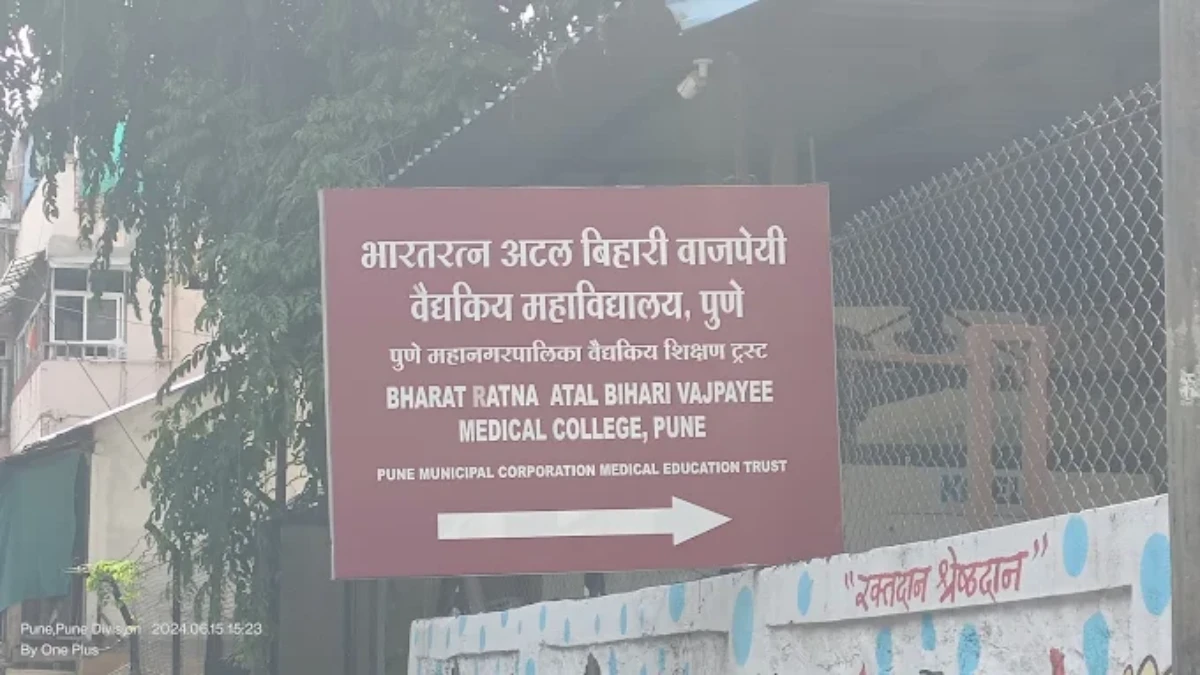 भारतरत्न अटल बिहारी वाजपेयी
वैद्यकिय महाविद्यालय, पुणे
पुणे महानगरपालिका वैद्यकिय शिक्षण ट्रस्ट
BHARAT RATNA ATAL BIHARI VAJPAYEE
MEDICAL COLLEGE, PUNE
PUNE MUNICIPAL CORPORATION MEDICAL EDUCATION TRUST
"रक्तदान श्रेष्ठदान"
Pune,Pune Division 2024.06.15 15:23
By One Plus